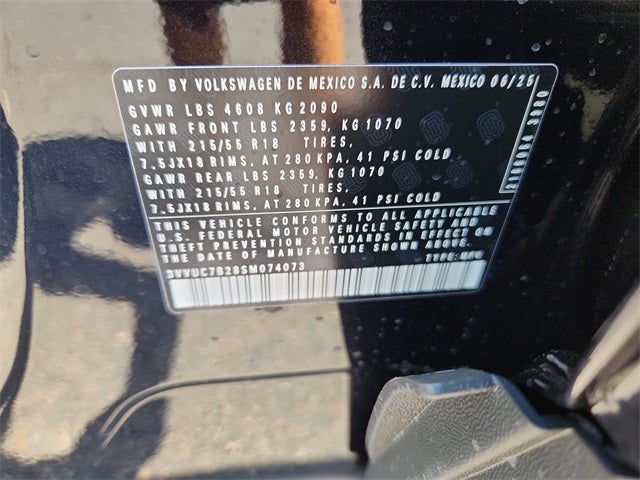 MFD BY VOLKSWAGEN DE MEXICO S.A. DE C.V. MEXICO 06/25
GVWR LBS 4608 KG 2090
GAWR FRONT LBS 2359, KG 1070
WITH 215/55 R18 TIRES,
7.5JX18 RIMS, AT 280 KPA, 41 PSI COLD
GAWR REAR LBS 2359, KG 1070
WITH 215/55 R18 TIRES,
7.5JX18 RIMS, AT 280 KPA, 41 PSI COLD
THIS VEHICLE CONFORMS TO ALL APPLICABLE
U.S. FEDERAL MOTOR VEHICLE SAFETY AND
THEFT PREVENTION STANDARDS IN EFFECT ON
THE DATE OF MANUFACTURE SHOWN ABOVE.
TYPE: MPV
3VVUC7B28SM074073